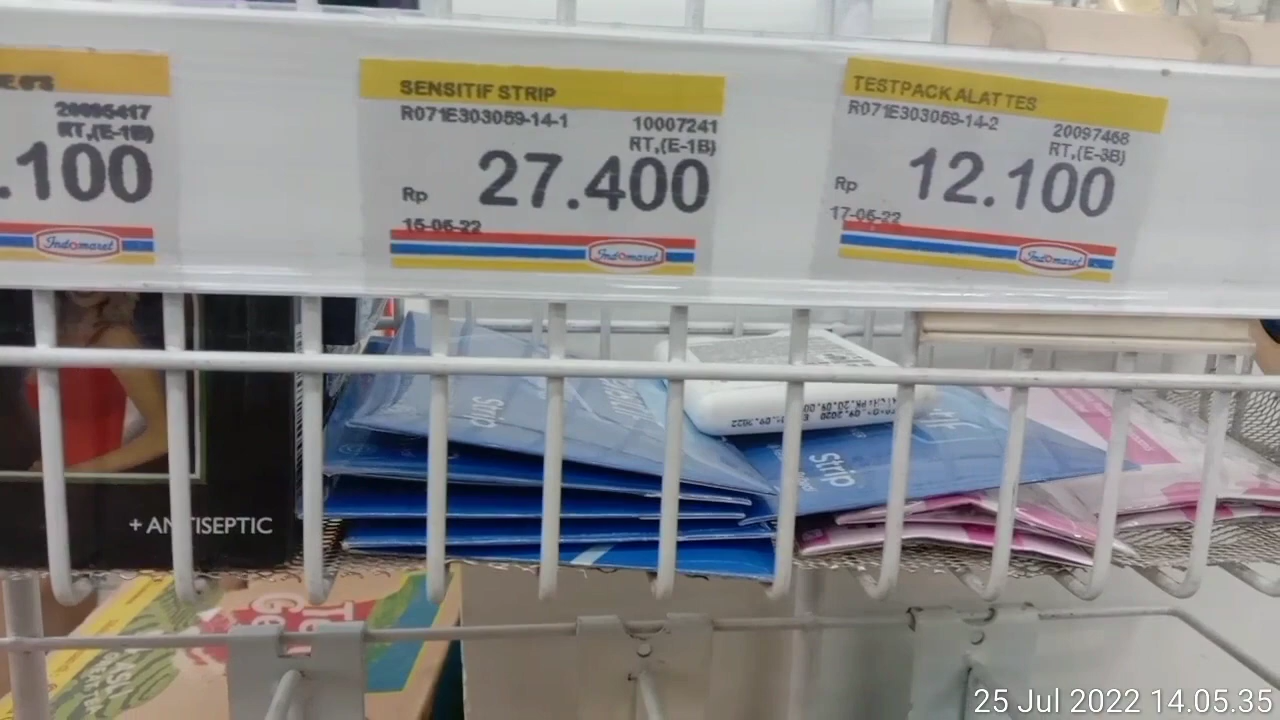 20095417
RT,(E-1B)
.100
Indomaret
SENSITIF STRIP
R071E303059-14-1
10007241
RT,(E-1B)
Rp 27.400
15-06-22
Indomaret
TESTPACK ALAT TES
R071E303059-14-2
20097468
RT,(E-3B)
Rp 12.100
17-06-22
Indomaret
Strip
Strip
+ ANTISEPTIC
25 Jul 2022 14.05.35